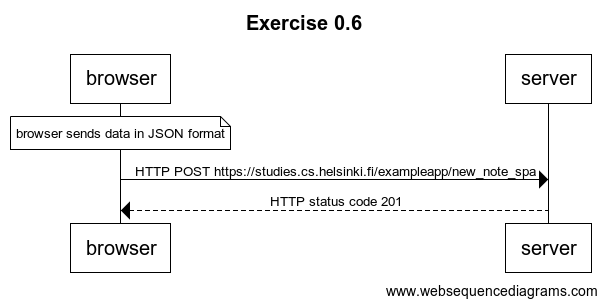 Exercise 0.6
browser
server
browser sends data in JSON format
HTTP POST https://studies.cs.helsinki.fi/exampleapp/new_note_spa
HTTP status code 201
browser
server
www.websequencediagrams.com